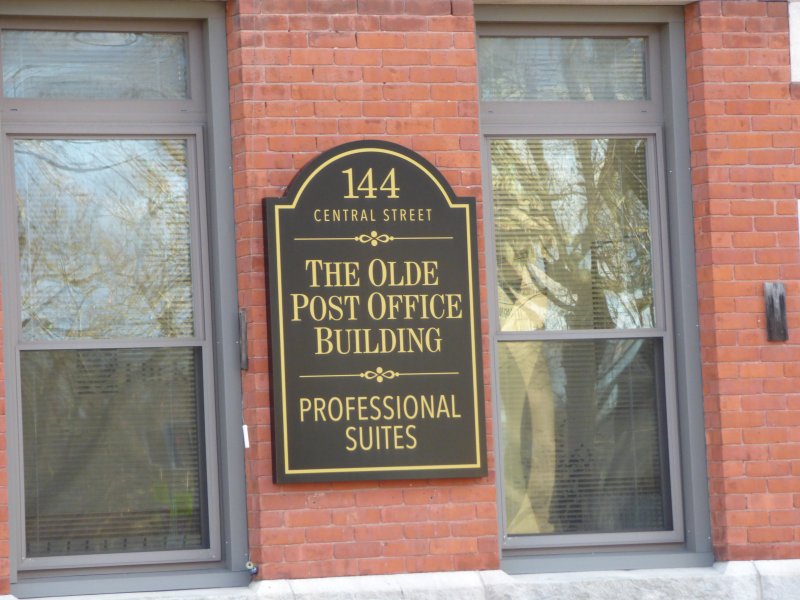 144
CENTRAL STREET
THE OLDE
POST OFFICE
BUILDING
PROFESSIONAL
SUITES